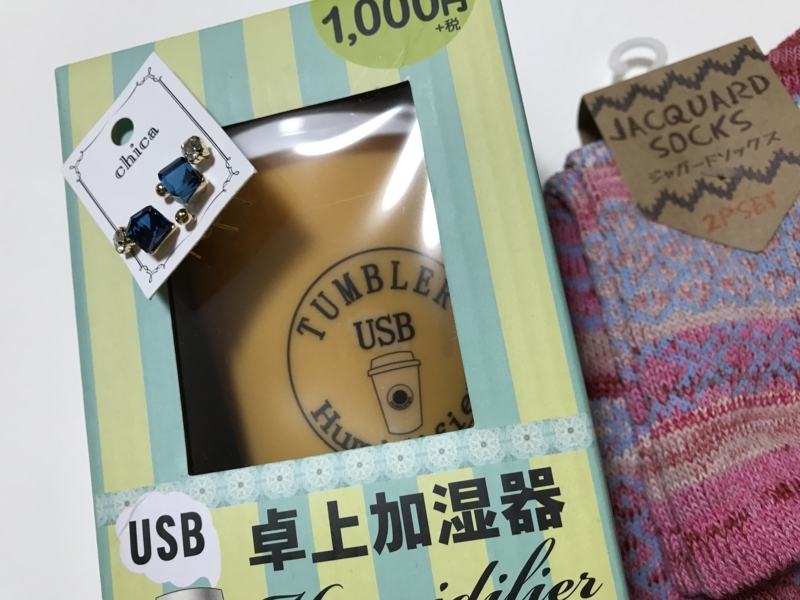 1,000円
+税
chica
TUMBLER
USB
USB
卓上加湿器
Humidifier
JACQUARD
SOCKS
ジャガードソックス
2P SET